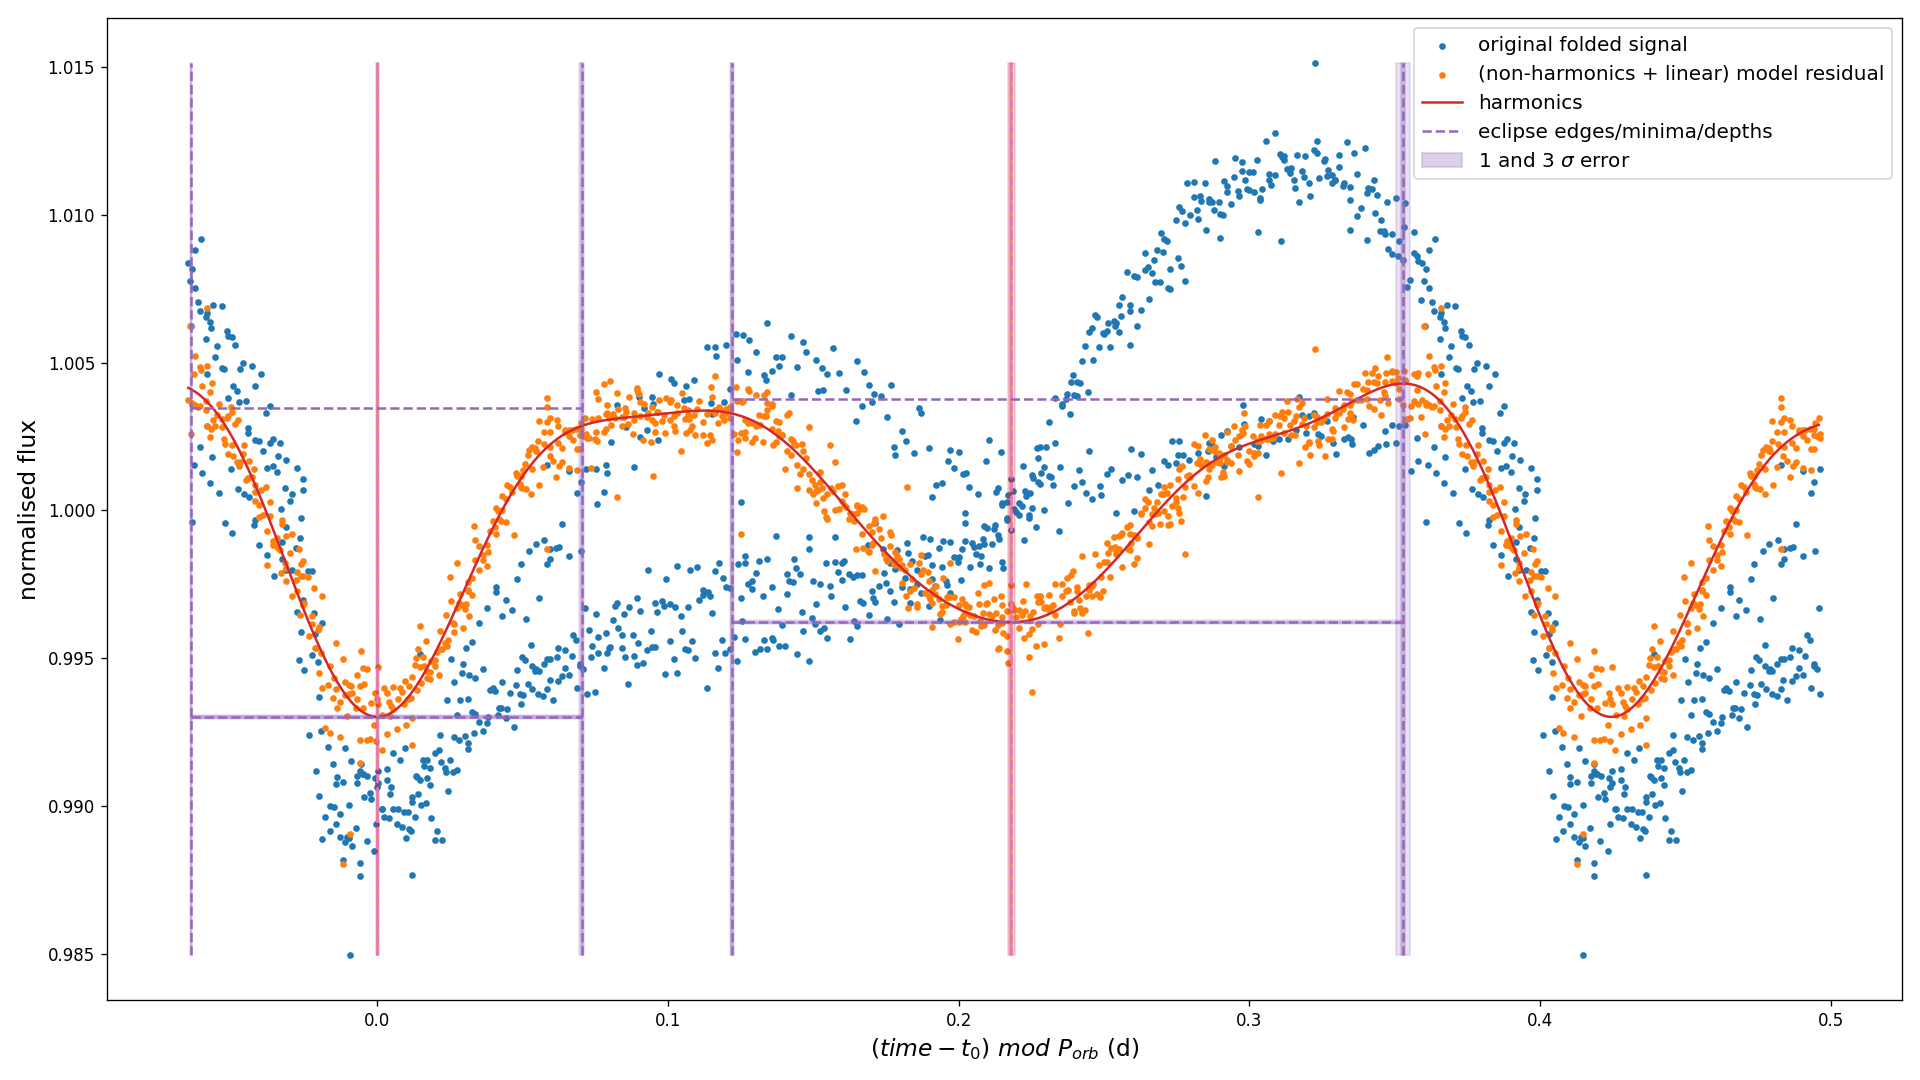 original folded signal
(non-harmonics + linear) model residual
harmonics
eclipse edges/minima/depths
1 and 3 σ error
normalised flux
1.015
1.010
1.005
1.000
0.995
0.990
0.985
0.0 0.1 0.2 0.3 0.4 0.5
(time − t₀) mod Pₒᵣb (d)